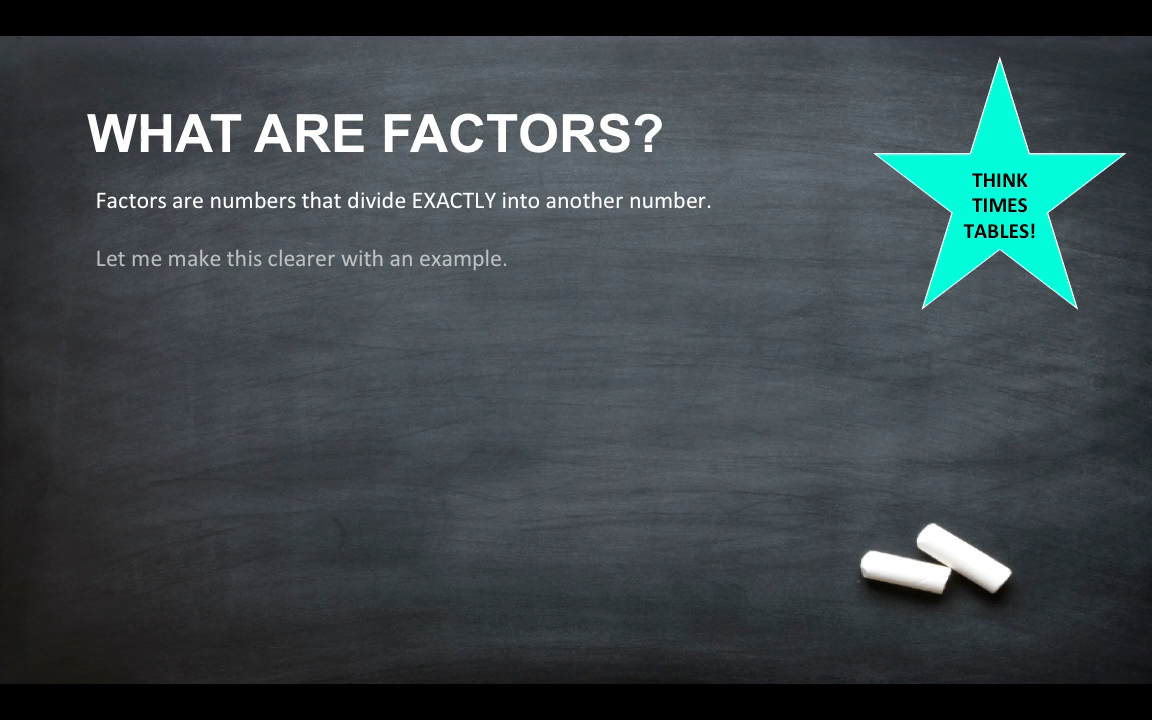 WHAT ARE FACTORS?
Factors are numbers that divide EXACTLY into another number.
Let me make this clearer with an example.
THINK
TIMES
TABLES!